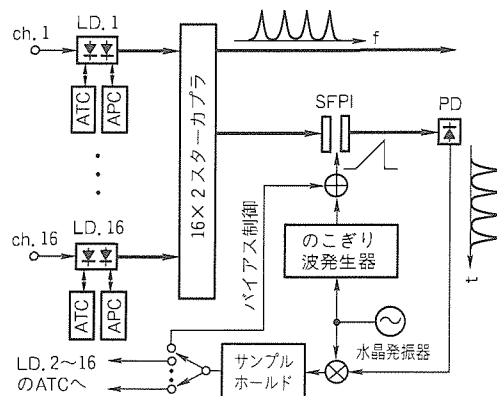 ch. 1
LD. 1
ATC
APC
f
16×2スターカプラ
SFPI
PD
バイアス制御
のこぎり
波発生器
t
ch. 16
LD. 16
ATC
APC
水晶発振器
LD. 2〜16
のATCへ
サンプル
ホールド